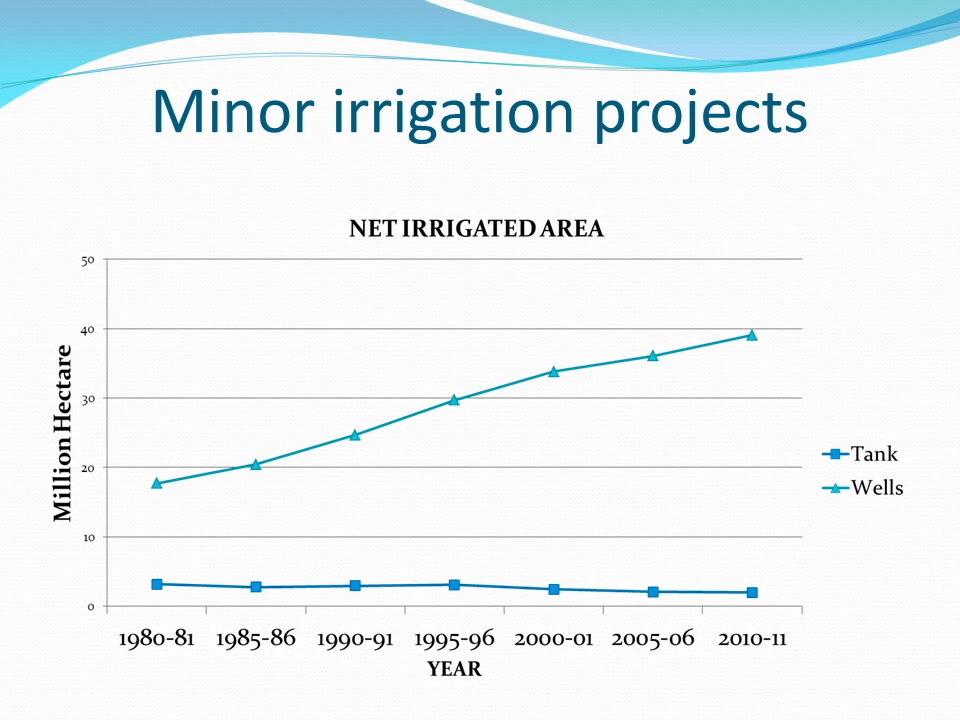 Minor irrigation projects
NET IRRIGATED AREA
50
40
30
20
10
0
Million Hectare
1980-81 1985-86 1990-91 1995-96 2000-01 2005-06 2010-11
YEAR
Tank
Wells